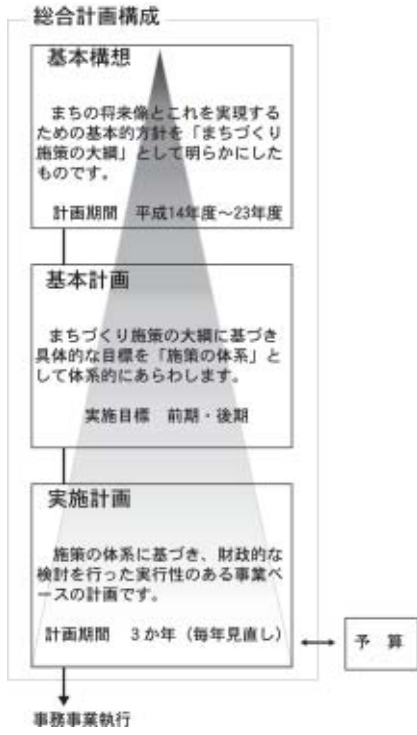 総合計画構成
基本構想
まちの将来像とこれを実現する
ための基本的方針を「まちづくり
施策の大綱」として明らかにした
ものです。
計画期間　平成14年度～23年度
基本計画
まちづくり施策の大綱に基づき
具体的な目標を「施策の体系」と
して体系的にあらわします。
実施目標　前期・後期
実施計画
施策の体系に基づき、財政的な
検討を行った実行性のある事業ベ
ースの計画です。
計画期間　３か年（毎年見直し）
予　算
事務事業執行